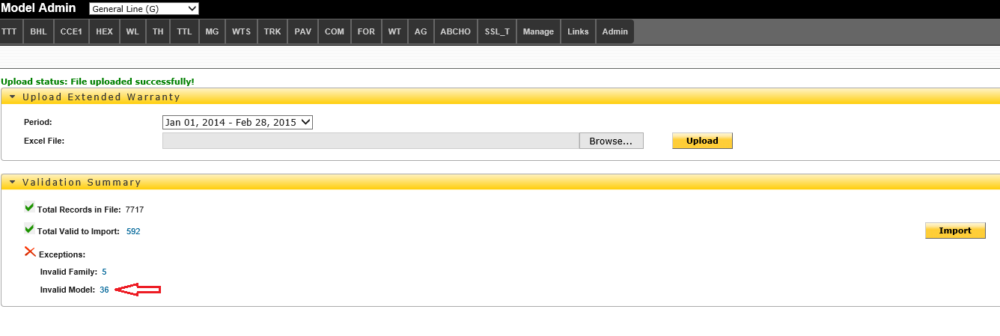 Model Admin General Line (G)
TTT BHL CCE1 HEX WL TH TTL MG WTS TRK PAV COM FOR WT AG ABCHO SSL_T Manage Links Admin
Upload status: File uploaded successfully!
Upload Extended Warranty
Period: Jan 01, 2014 - Feb 28, 2015
Excel File: Browse... Upload
Validation Summary
Total Records in File: 7717
Total Valid to Import: 592 Import
Exceptions:
Invalid Family: 5
Invalid Model: 36